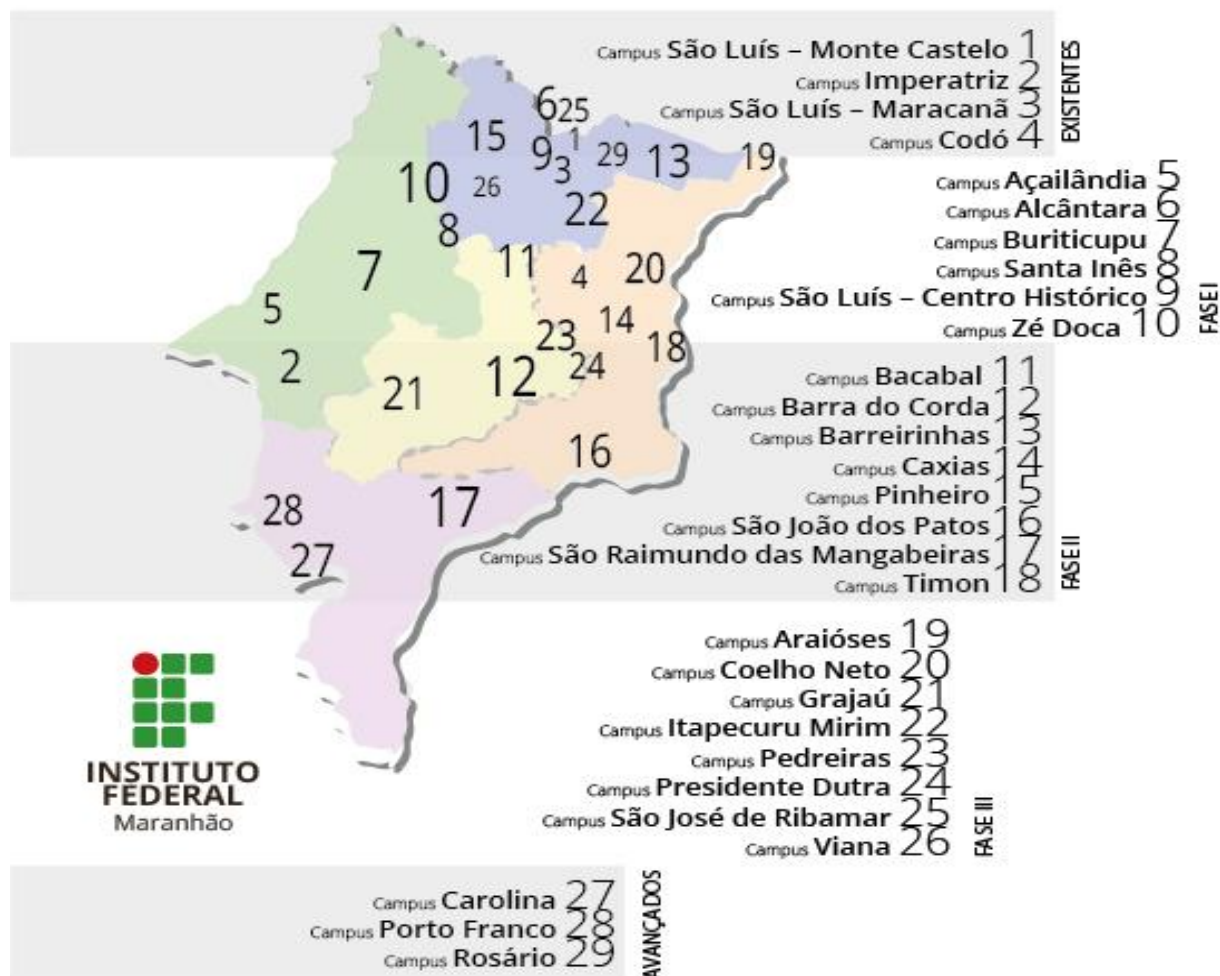 Campus São Luís – Monte Castelo 1
Campus Imperatriz 2
Campus São Luís – Maracanã 3
Campus Codó 4
EXISTENTES
Campus Açailândia 5
Campus Alcântara 6
Campus Buriticupu 7
Campus Santa Inês 8
Campus São Luís – Centro Histórico 9
Campus Zé Doca 10
FASE I
Campus Bacabal 11
Campus Barra do Corda 12
Campus Barreirinhas 13
Campus Caxias 14
Campus Pinheiro 15
Campus São João dos Patos 16
Campus São Raimundo das Mangabeiras 17
Campus Timon 18
FASE II
Campus Araióses 19
Campus Coelho Neto 20
Campus Grajaú 21
Campus Itapecuru Mirim 22
Campus Pedreiras 23
Campus Presidente Dutra 24
Campus São José de Ribamar 25
Campus Viana 26
FASE III
Campus Carolina 27
Campus Porto Franco 28
Campus Rosário 29
AVANÇADOS
6 25
15 9 1 29 13 19
10 26 3
8 22
7 11 4 20
5 14
2 23 18
21 12 24
16
28 17
27
INSTITUTO
FEDERAL
Maranhão